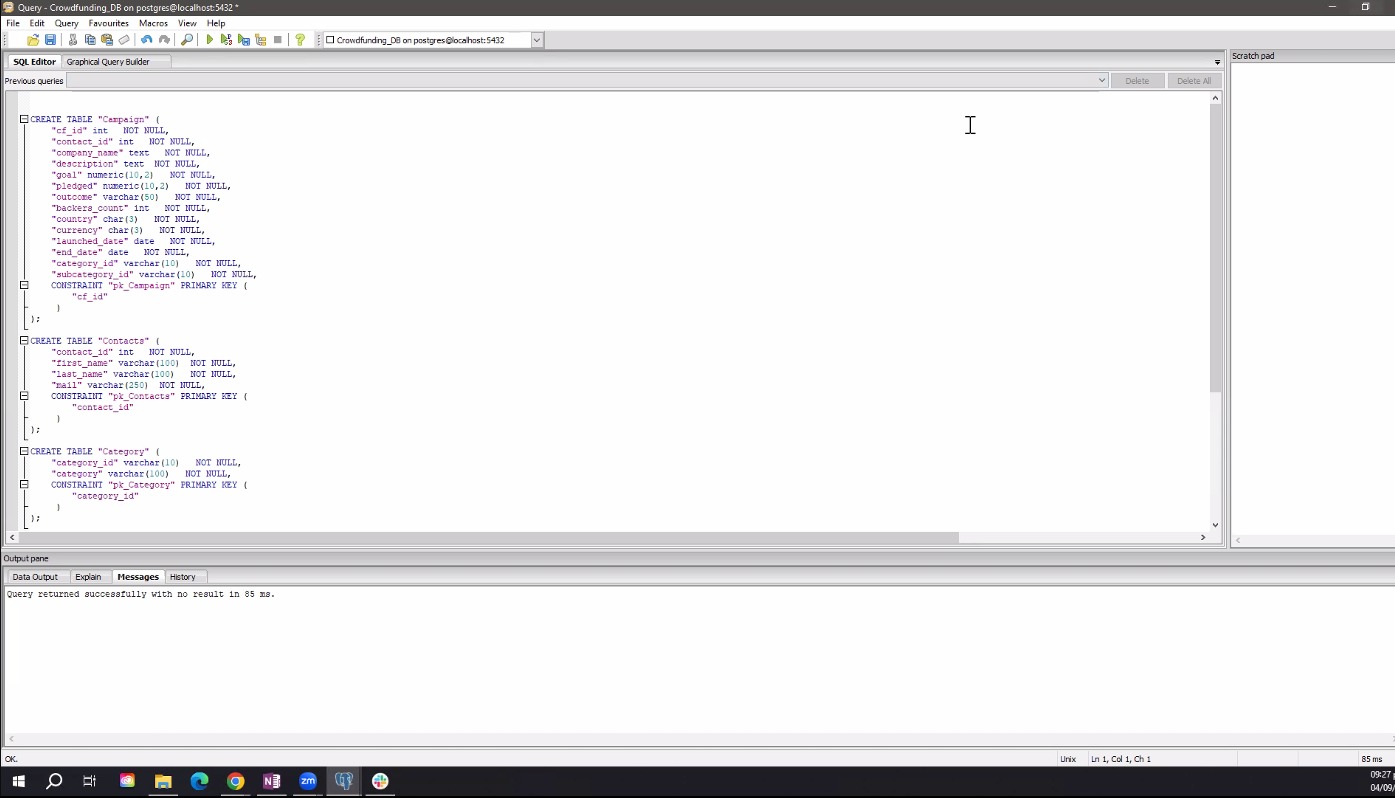 Query - Crowdfunding_DB on postgres@localhost:5432 *
File Edit Query Favourites Macros View Help
Crowdfunding_DB on postgres@localhost:5432
SQL Editor Graphical Query Builder
Scratch pad
Previous queries
Delete Delete All
CREATE TABLE "Campaign" (
"cf_id" int NOT NULL,
"contact_id" int NOT NULL,
"company_name" text NOT NULL,
"description" text NOT NULL,
"goal" numeric(10,2) NOT NULL,
"pledged" numeric(10,2) NOT NULL,
"outcome" varchar(50) NOT NULL,
"backers_count" int NOT NULL,
"country" char(3) NOT NULL,
"currency" char(3) NOT NULL,
"launched_date" date NOT NULL,
"end_date" date NOT NULL,
"category_id" varchar(10) NOT NULL,
"subcategory_id" varchar(10) NOT NULL,
CONSTRAINT "pk_Campaign" PRIMARY KEY (
"cf_id"
)
);
CREATE TABLE "Contacts" (
"contact_id" int NOT NULL,
"first_name" varchar(100) NOT NULL,
"last_name" varchar(100) NOT NULL,
"mail" varchar(250) NOT NULL,
CONSTRAINT "pk_Contacts" PRIMARY KEY (
"contact_id"
)
);
CREATE TABLE "Category" (
"category_id" varchar(10) NOT NULL,
"category" varchar(100) NOT NULL,
CONSTRAINT "pk_Category" PRIMARY KEY (
"category_id"
)
);
Output pane
Data Output Explain Messages History
Query returned successfully with no result in 85 ms.
OK. Unix Ln 1, Col 1, Ch 1 85 ms
zm
09:27
04/09/